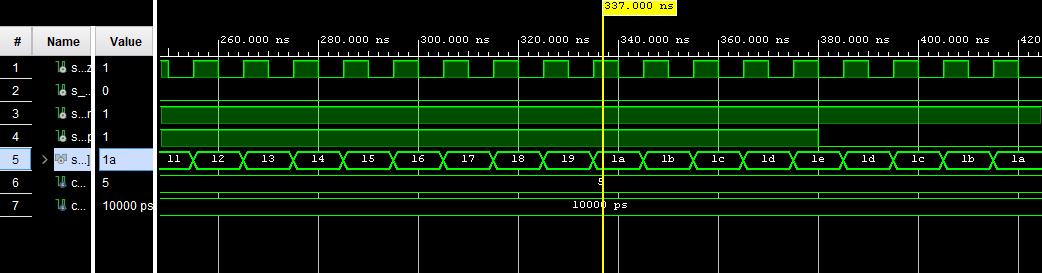 337.000 ns
# Name Value
260.000 ns 280.000 ns 300.000 ns 320.000 ns 340.000 ns 360.000 ns 380.000 ns 400.000 ns 420
1 s...z 1
2 s_... 0
3 s...r 1
4 s...p 1
5 s...] 1a 11 12 13 14 15 16 17 18 19 1a 1b 1c 1d 1e 1d 1c 1b 1a
6 c... 5 5
7 c... 10000 ps 10000 ps